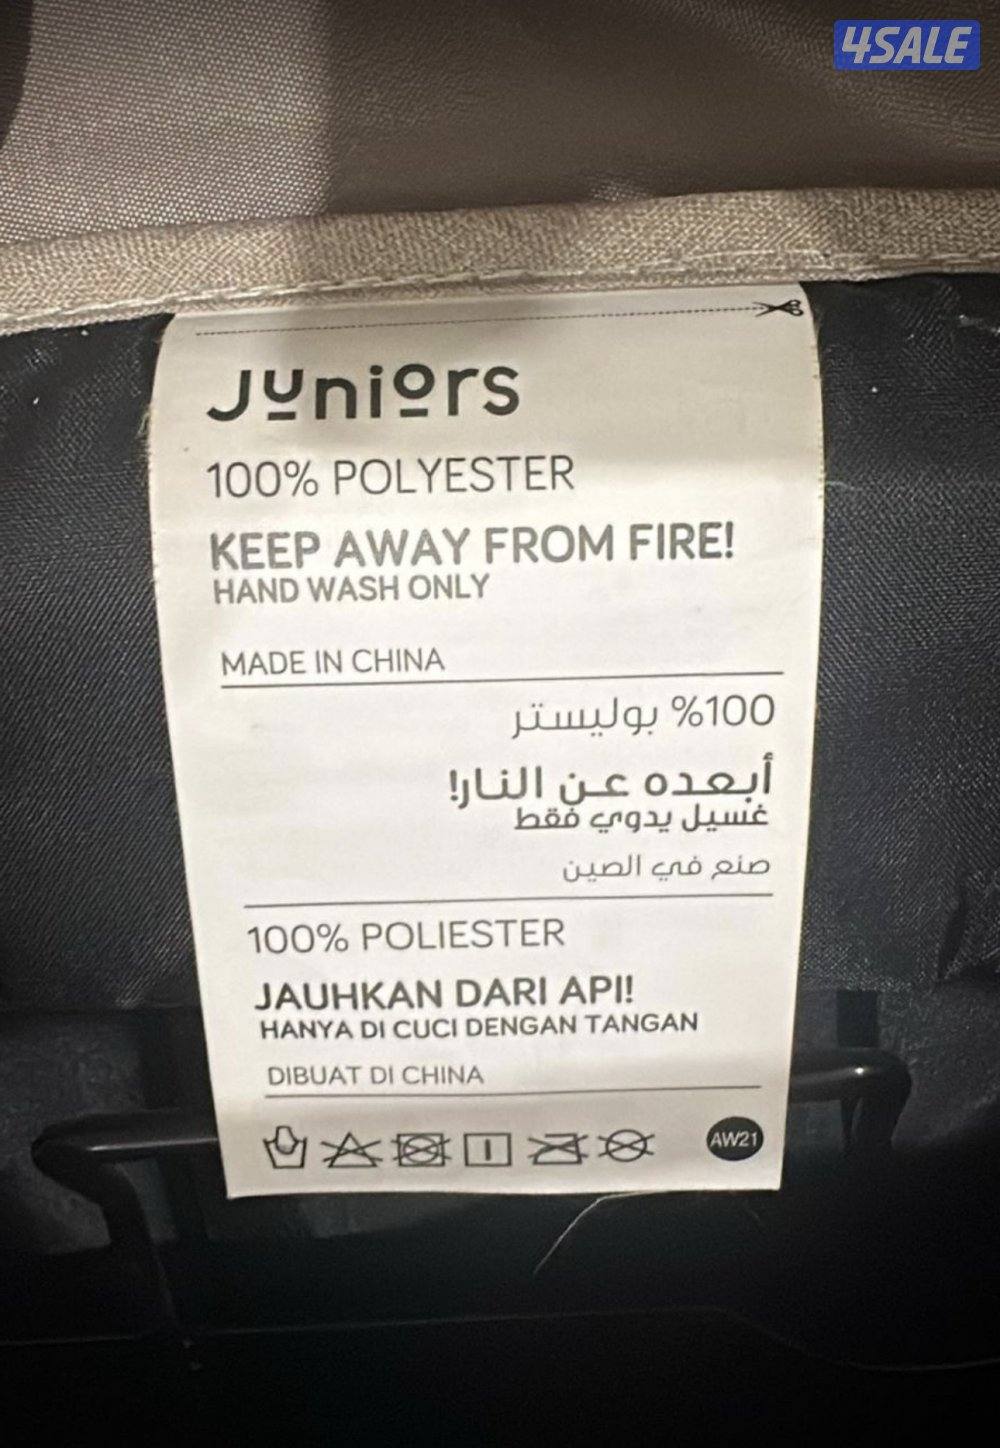 4SALE
Juniors
100% POLYESTER
KEEP AWAY FROM FIRE!
HAND WASH ONLY
MADE IN CHINA
100% بوليستر
أبعده عن النار!
غسيل يدوي فقط
صنع في الصين
100% POLIESTER
JAUHKAN DARI API!
HANYA DI CUCI DENGAN TANGAN
DIBUAT DI CHINA
AW21